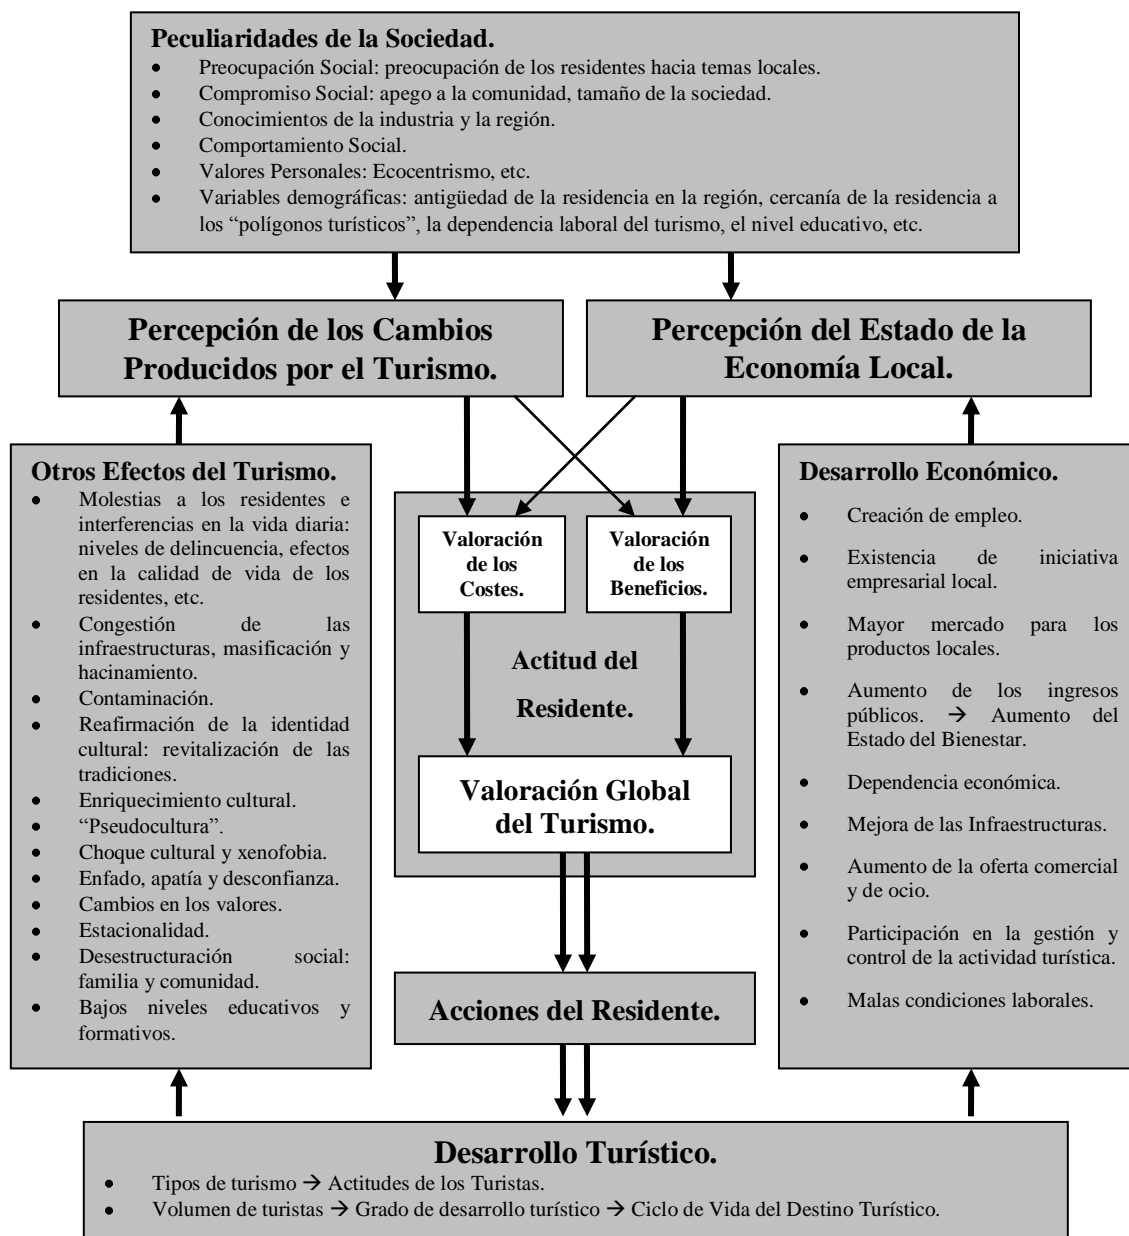 Peculiaridades de la Sociedad.
• Preocupación Social: preocupación de los residentes hacia temas locales.
• Compromiso Social: apego a la comunidad, tamaño de la sociedad.
• Conocimientos de la industria y la región.
• Comportamiento Social.
• Valores Personales: Ecocentrismo, etc.
• Variables demográficas: antigüedad de la residencia en la región, cercanía de la residencia a
los “polígonos turísticos”, la dependencia laboral del turismo, el nivel educativo, etc.
Percepción de los Cambios
Producidos por el Turismo.
Percepción del Estado de la
Economía Local.
Otros Efectos del Turismo.
• Molestias a los residentes e
interferencias en la vida diaria:
niveles de delincuencia, efectos
en la calidad de vida de los
residentes, etc.
• Congestión de las
infraestructuras, masificación y
hacinamiento.
• Contaminación.
• Reafirmación de la identidad
cultural: revitalización de las
tradiciones.
• Enriquecimiento cultural.
• “Pseudocultura”.
• Choque cultural y xenofobia.
• Enfado, apatía y desconfianza.
• Cambios en los valores.
• Estacionalidad.
• Desestructuración social:
familia y comunidad.
• Bajos niveles educativos y
formativos.
Valoración
de los
Costes.
Valoración
de los
Beneficios.
Actitud del
Residente.
Valoración Global
del Turismo.
Acciones del Residente.
Desarrollo Económico.
• Creación de empleo.
• Existencia de iniciativa
empresarial local.
• Mayor mercado para los
productos locales.
• Aumento de los ingresos
públicos. → Aumento del
Estado del Bienestar.
• Dependencia económica.
• Mejora de las Infraestructuras.
• Aumento de la oferta comercial
y de ocio.
• Participación en la gestión y
control de la actividad turística.
• Malas condiciones laborales.
Desarrollo Turístico.
• Tipos de turismo → Actitudes de los Turistas.
• Volumen de turistas → Grado de desarrollo turístico → Ciclo de Vida del Destino Turístico.